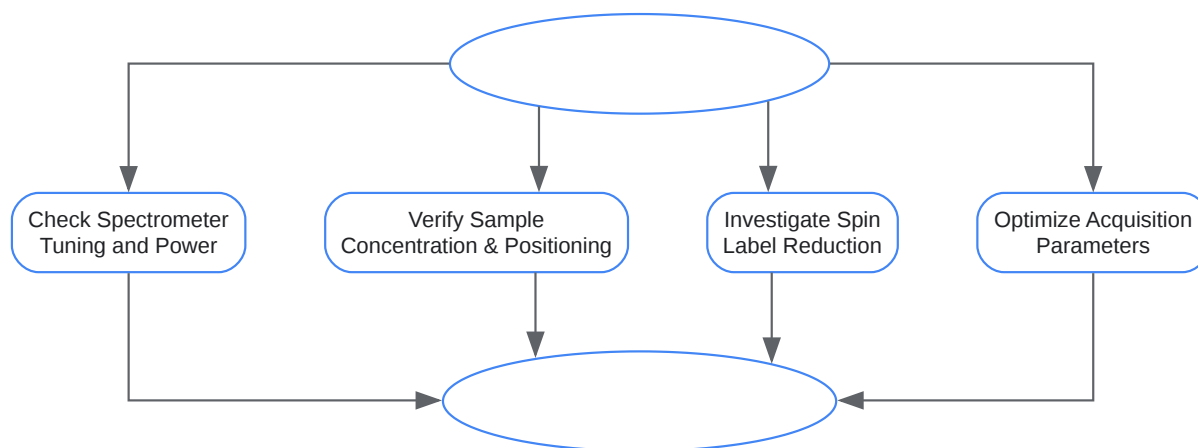 Check Spectrometer
Tuning and Power
Verify Sample
Concentration & Positioning
Investigate Spin
Label Reduction
Optimize Acquisition
Parameters